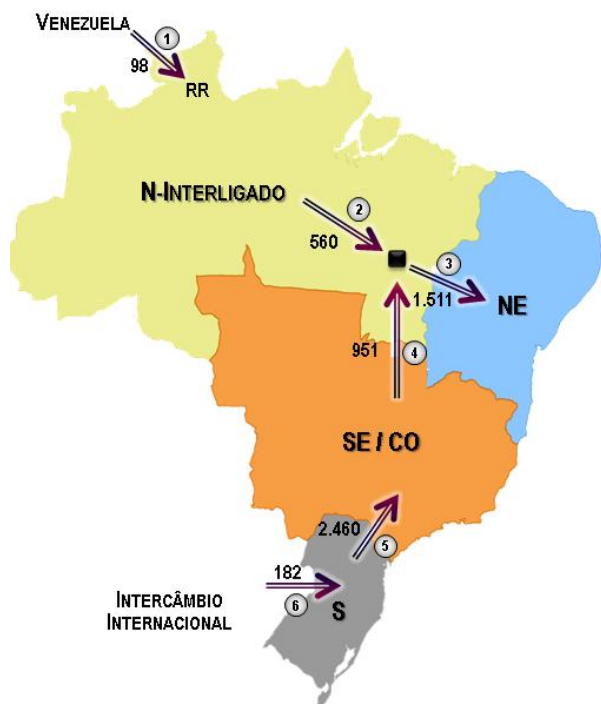 VENEZUELA
1
98
RR
N-INTERLIGADO
2
560
3
1.511
NE
951
4
SE / CO
2.460
5
182
6
S
INTERCÂMBIO
INTERNACIONAL